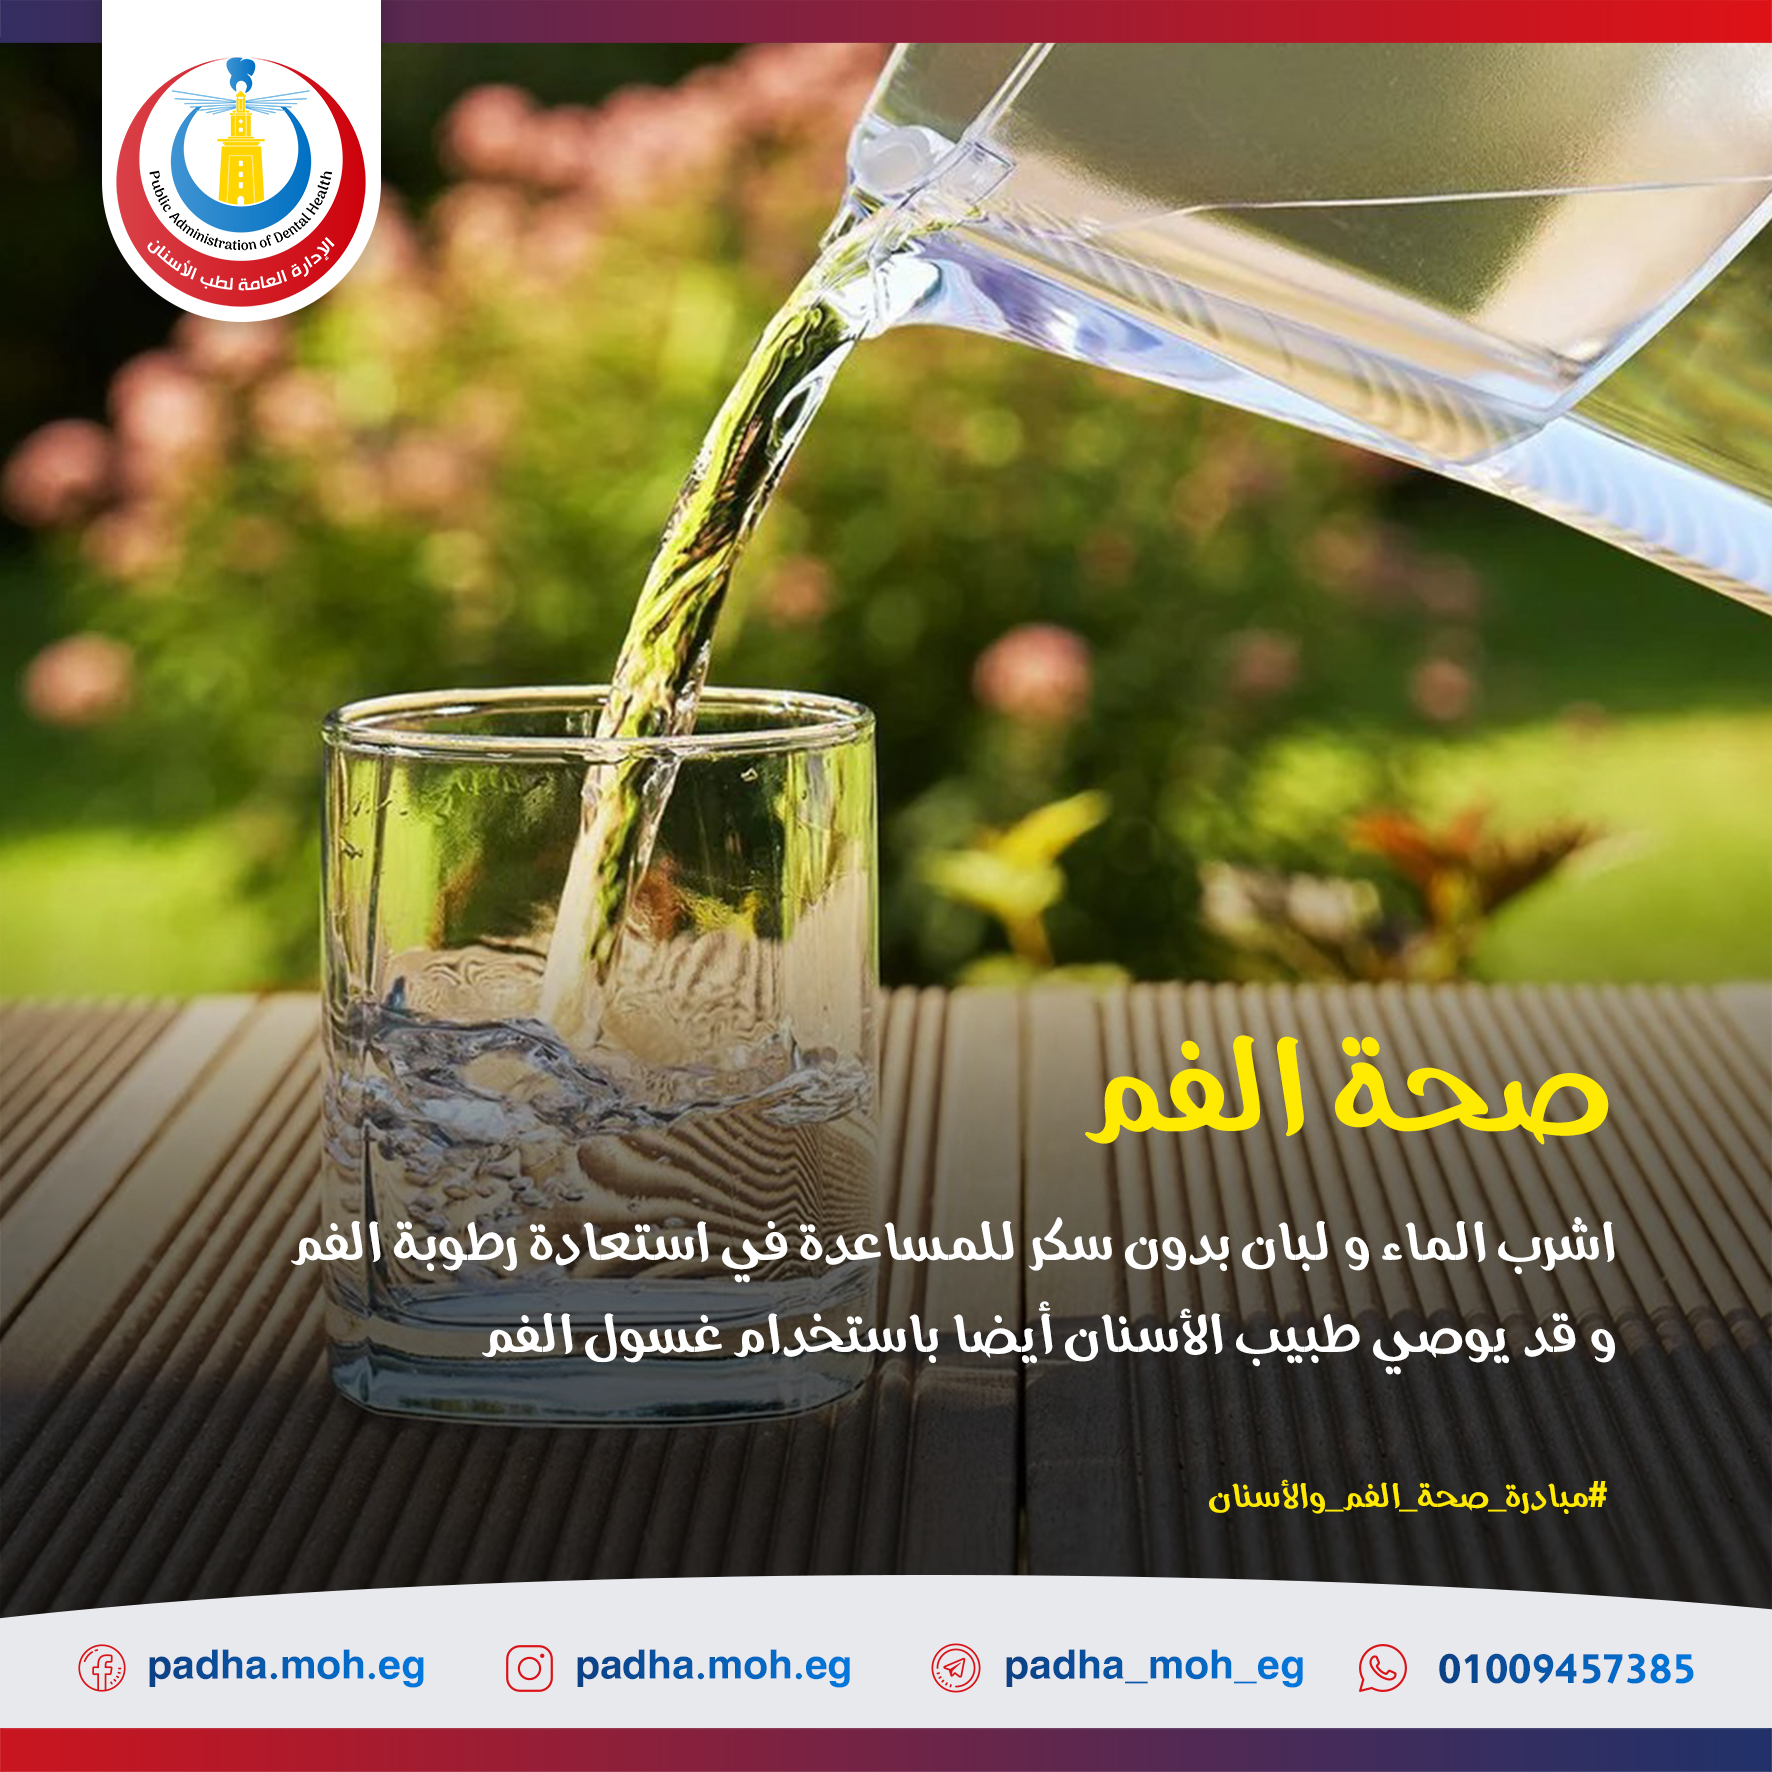 Public Administration of Dental Health
الإدارة العامة لطب الأسنان
صحة الفم
اشرب الماء و لبان بدون سكر للمساعدة في استعادة رطوبة الفم
و قد يوصي طبيب الأسنان أيضا باستخدام غسول الفم
#مبادرة_صحة_الفم_والأسنان
padha.moh.eg padha.moh.eg padha_moh_eg 01009457385